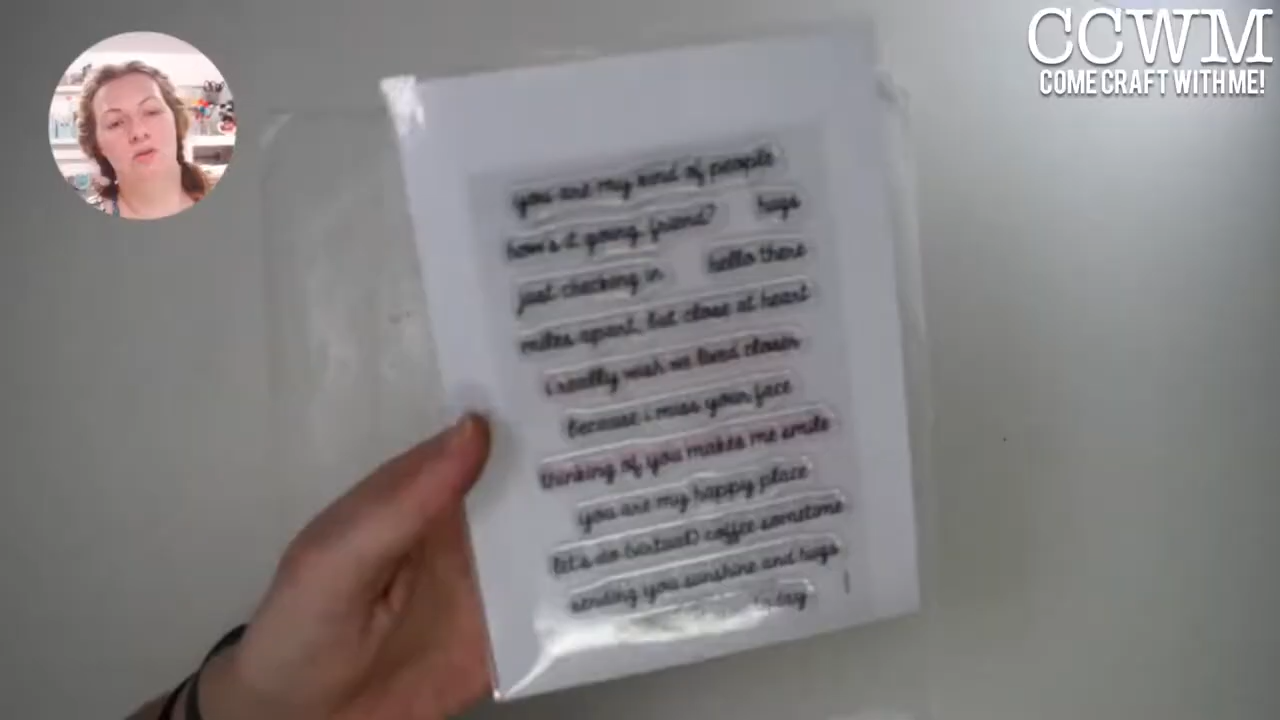 CCWM
COME CRAFT WITH ME!
you are my kind of people
how's it going, friend? hugs
just checking in hello there
miles apart, but close at heart
i really wish we lived closer
because i miss your face
thinking of you makes me smile
you are my happy place
let's do (virtual) coffee sometime
sending you sunshine and hugs
today